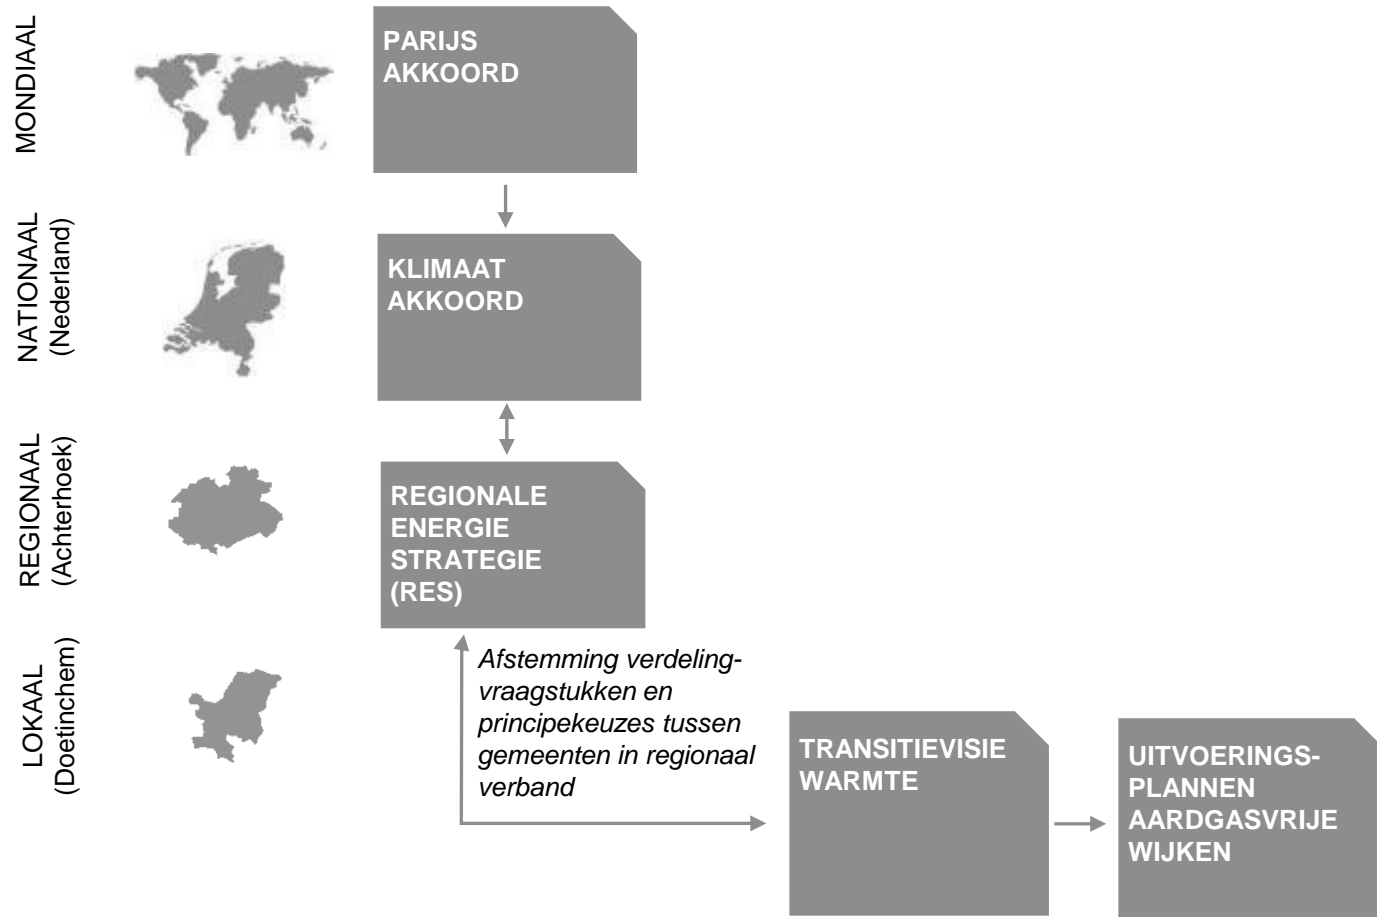 MONDIAAL
PARIJS
AKKOORD
NATIONAAL
(Nederland)
KLIMAAT
AKKOORD
REGIONAAL
(Achterhoek)
REGIONALE
ENERGIE
STRATEGIE
(RES)
LOKAAL
(Doetinchem)
Afstemming verdeling-
vraagstukken en
principekeuzes tussen
gemeenten in regionaal
verband
TRANSITIEVISIE
WARMTE
UITVOERINGS-
PLANNEN
AARDGASVRIJE
WIJKEN